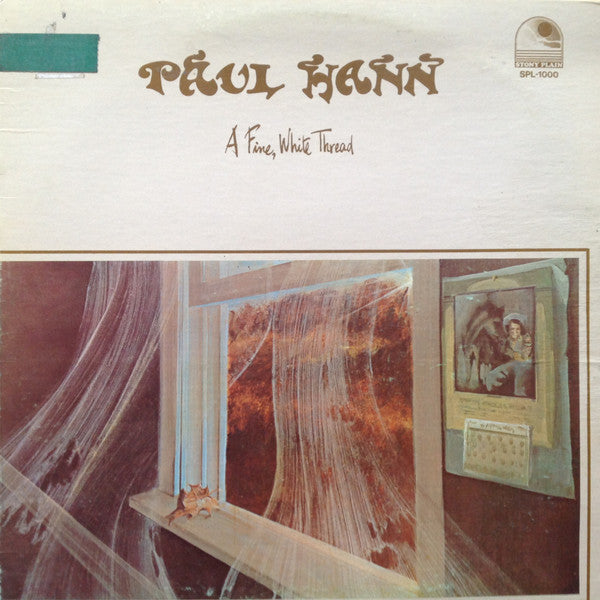 PAUL HANN
STONY PLAIN
SPL-1000
A Fine, White Thread